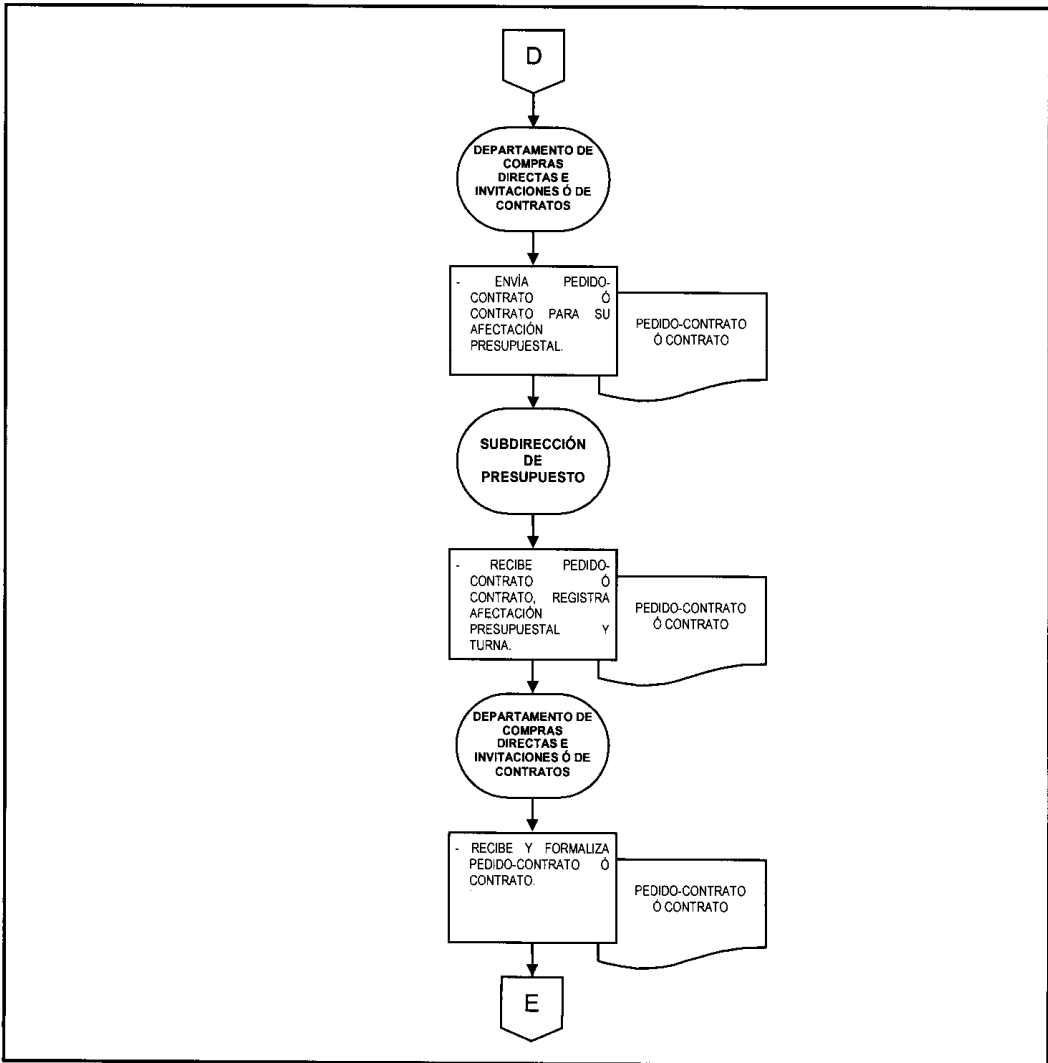 D
DEPARTAMENTO DE
COMPRAS
DIRECTAS E
INVITACIONES Ó DE
CONTRATOS
- ENVÍA PEDIDO-
CONTRATO Ó
CONTRATO PARA SU
AFECTACIÓN
PRESUPUESTAL.
PEDIDO-CONTRATO
Ó CONTRATO
SUBDIRECCIÓN
DE
PRESUPUESTO
- RECIBE PEDIDO-
CONTRATO Ó
CONTRATO, REGISTRA
AFECTACIÓN
PRESUPUESTAL Y
TURNA.
PEDIDO-CONTRATO
Ó CONTRATO
DEPARTAMENTO DE
COMPRAS
DIRECTAS E
INVITACIONES Ó DE
CONTRATOS
- RECIBE Y FORMALIZA
PEDIDO-CONTRATO Ó
CONTRATO.
PEDIDO-CONTRATO
Ó CONTRATO
E